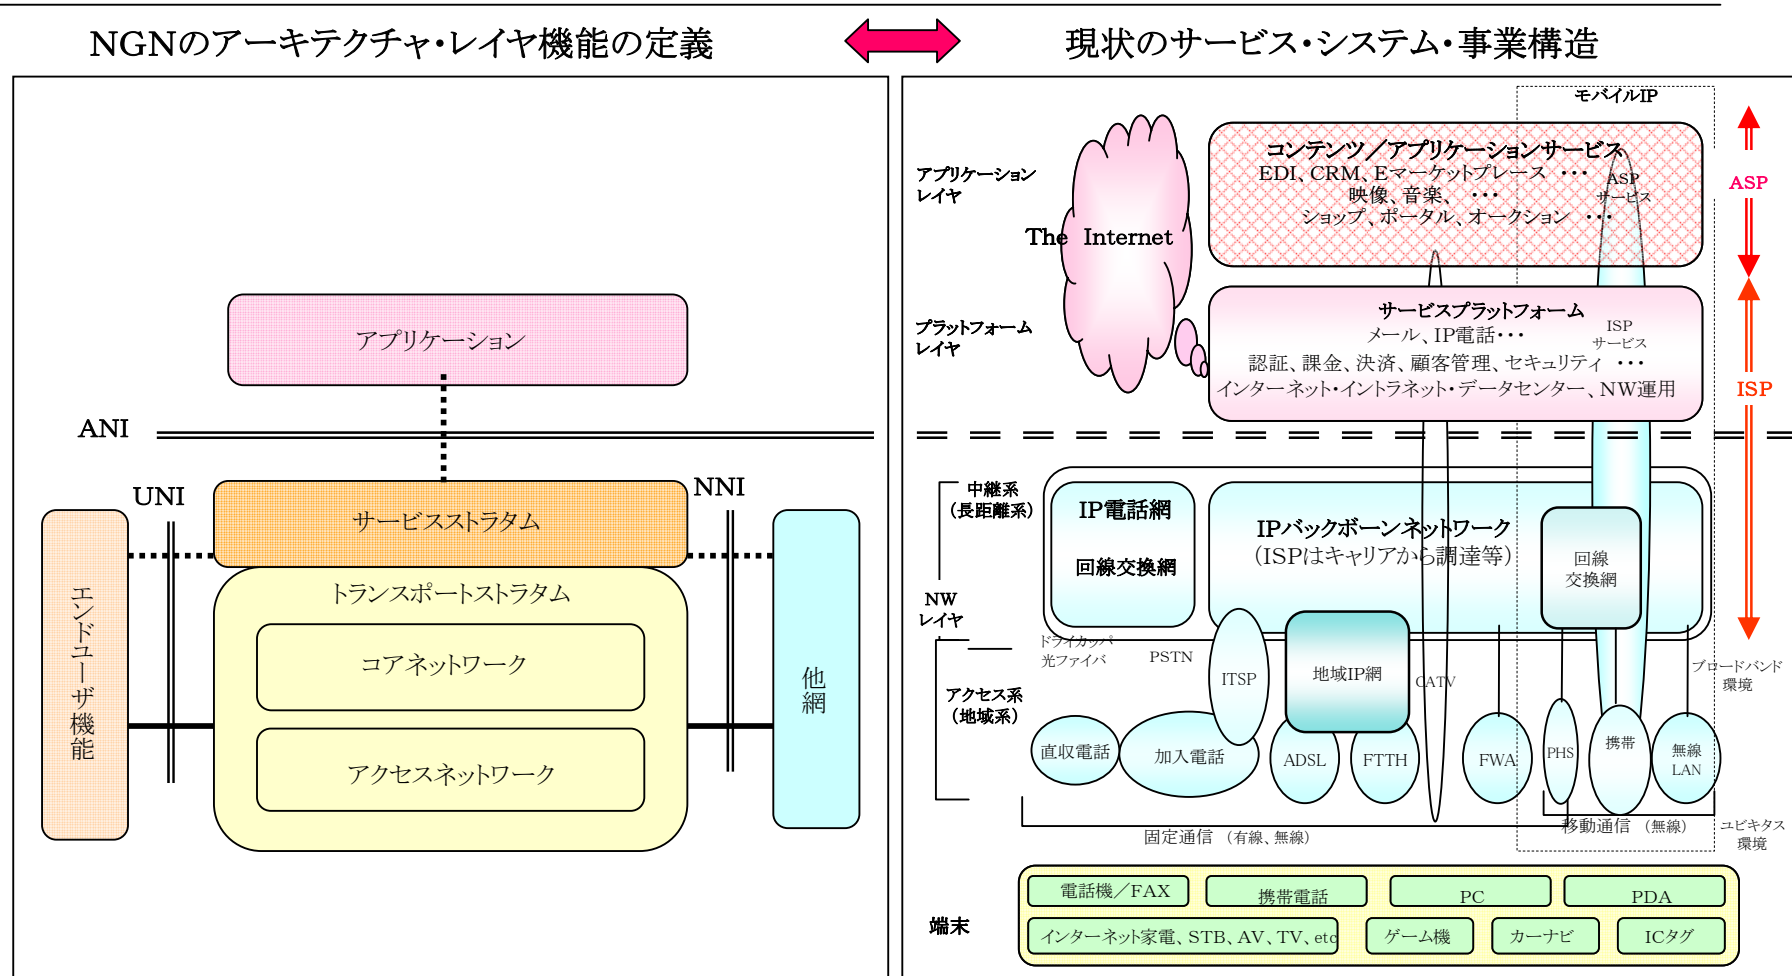 NGNのアーキテクチャ・レイヤ機能の定義
現状のサービス・システム・事業構造
アプリケーション
ANI
UNI
NNI
サービスストラタム
トランスポートストラタム
コアネットワーク
アクセスネットワーク
エンドユーザ機能
他網
モバイルIP
アプリケーション
レイヤ
The Internet
コンテンツ／アプリケーションサービス
EDI、CRM、Eマーケットプレース ・・・
映像、音楽、 ・・・
ショップ、ポータル、オークション ・・・
ASP
サービス
ASP
プラットフォーム
レイヤ
サービスプラットフォーム
メール、IP電話・・・
認証、課金、決済、顧客管理、セキュリティ ・・・
インターネット・イントラネット・データセンター、NW運用
ISP
サービス
ISP
中継系
（長距離系）
IP電話網
回線交換網
IPバックボーンネットワーク
（ISPはキャリアから調達等）
回線
交換網
NW
レイヤ
ドライカッパ
光ファイバ
PSTN
ITSP
地域IP網
CATV
ブロードバンド
環境
アクセス系
（地域系）
直収電話
加入電話
ADSL
FTTH
FWA
PHS
携帯
無線
LAN
固定通信 （有線、無線）
移動通信 （無線）
ユビキタス
環境
端末
電話機／FAX
携帯電話
PC
PDA
インターネット家電、STB、AV、TV、etc
ゲーム機
カーナビ
ICタグ